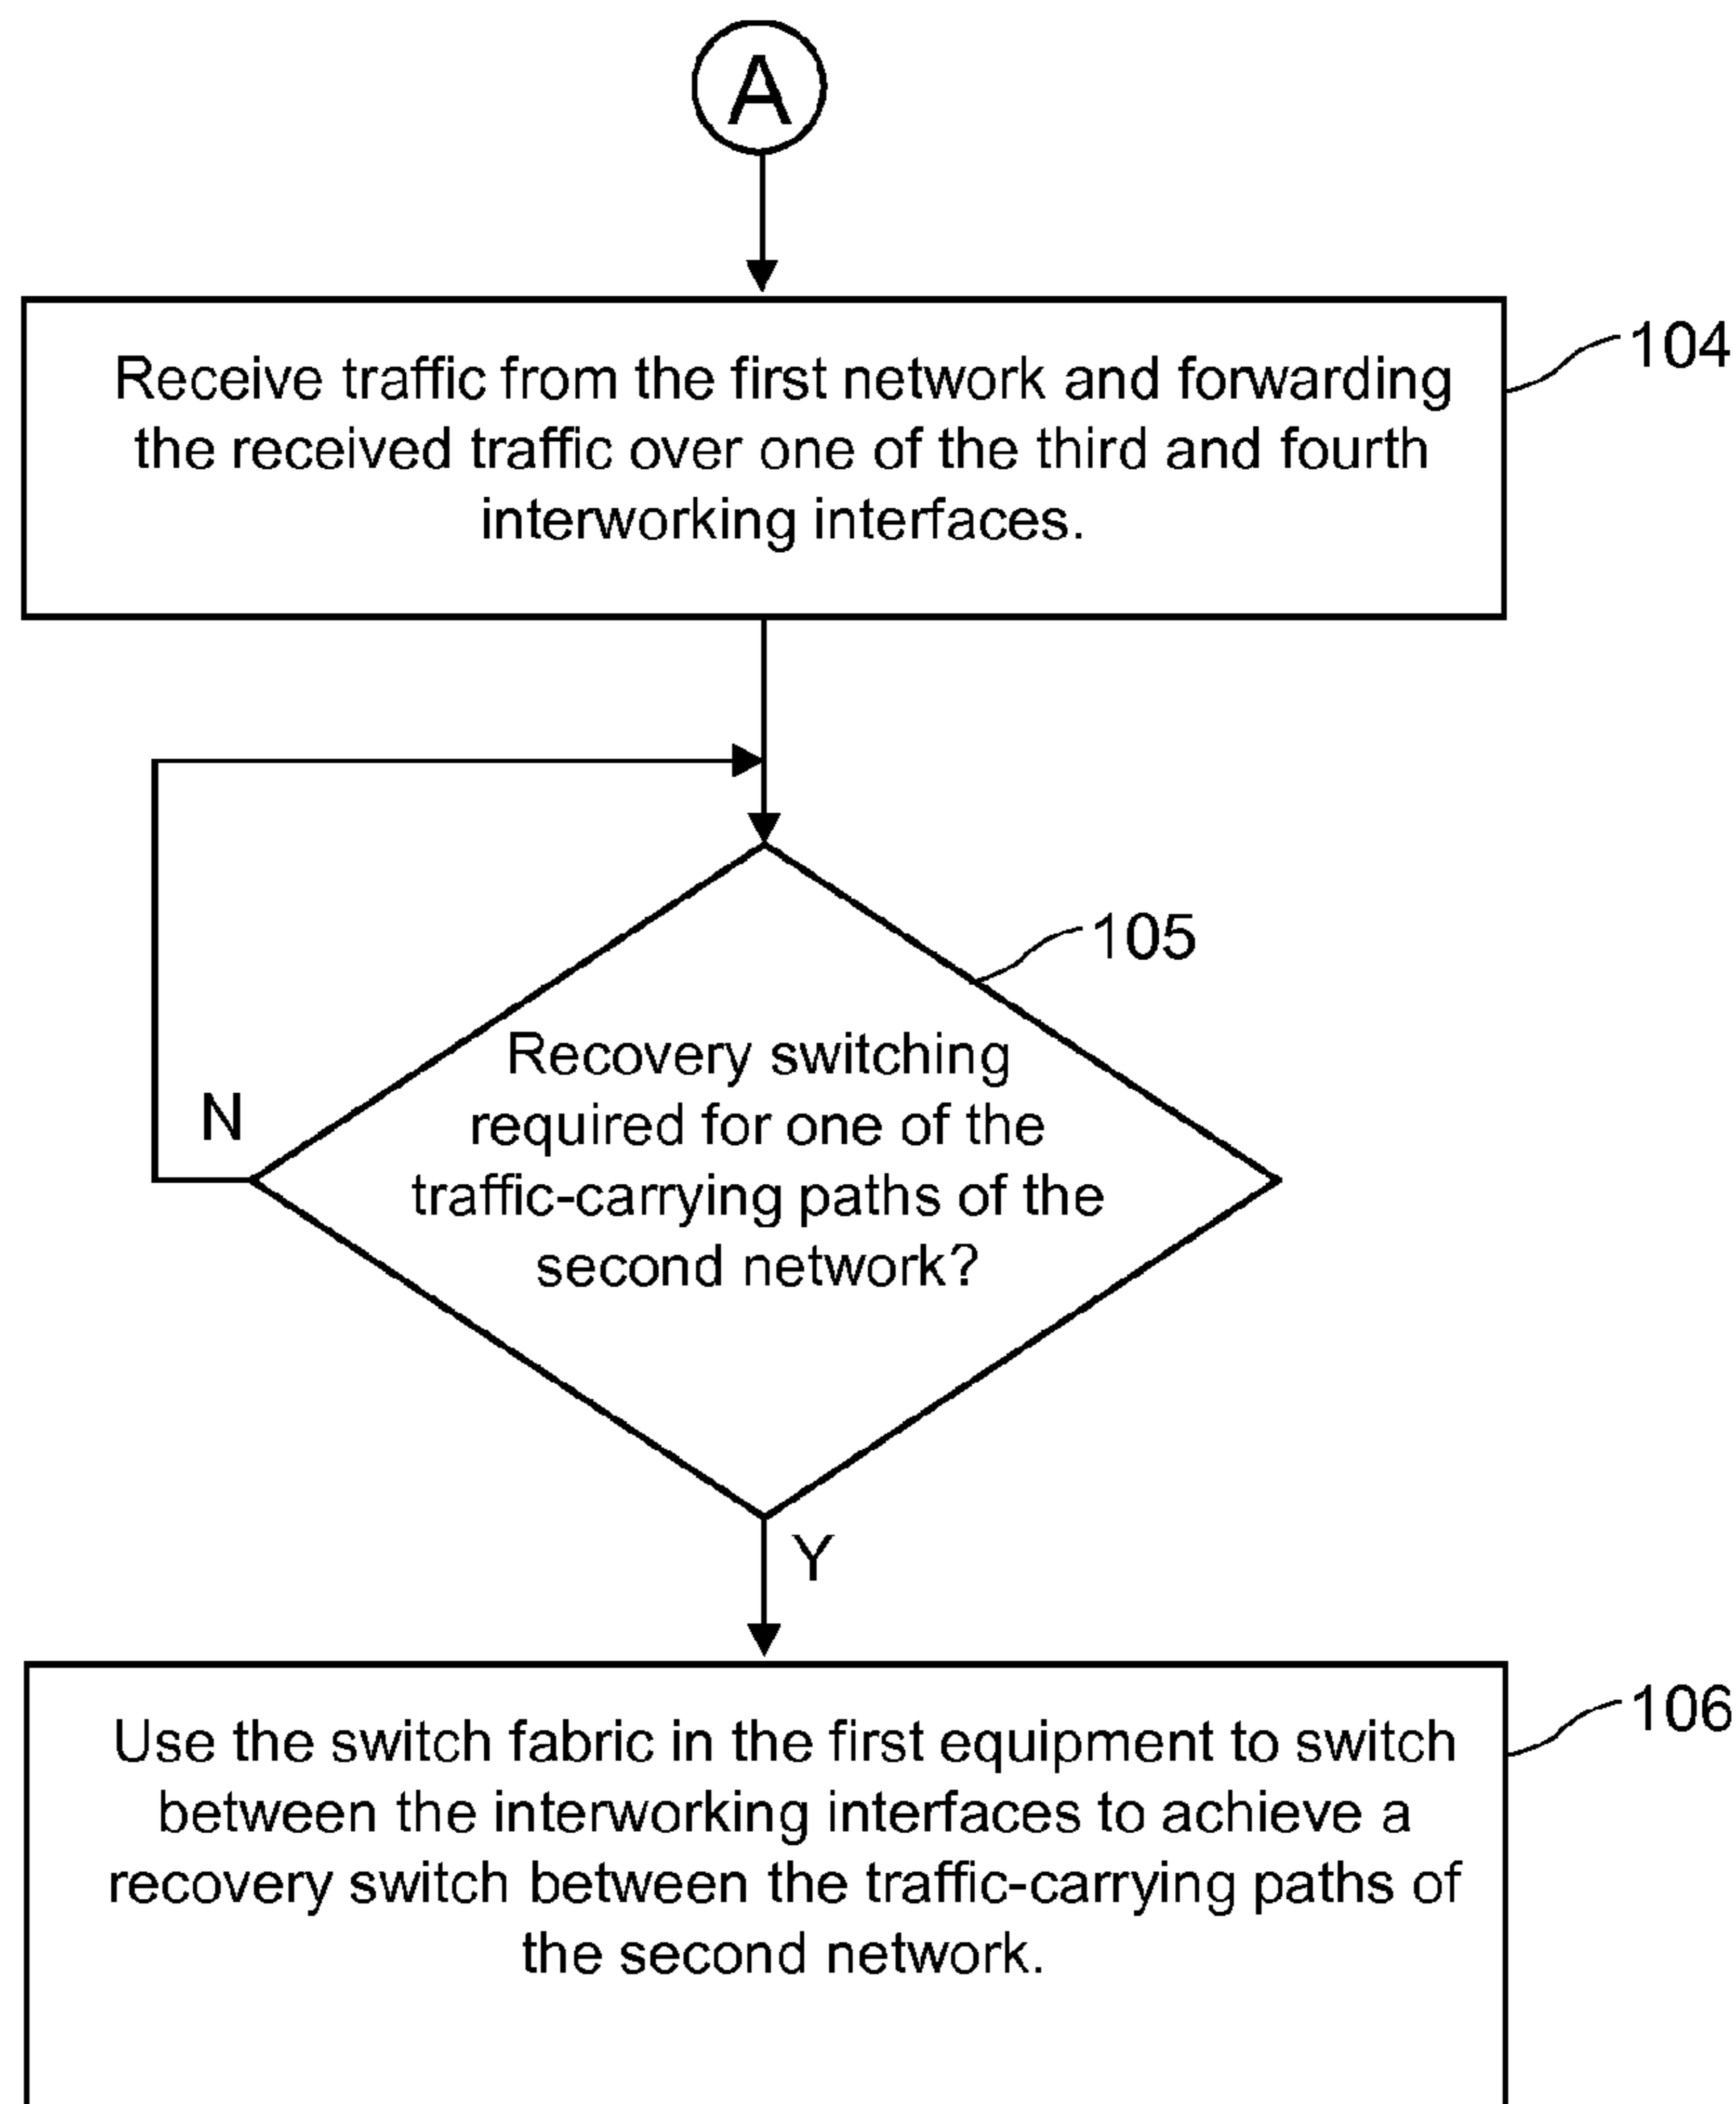 A
Receive traffic from the first network and forwarding
the received traffic over one of the third and fourth
interworking interfaces.
104
105
Recovery switching
required for one of the
traffic-carrying paths of the
second network?
N
Y
Use the switch fabric in the first equipment to switch
between the interworking interfaces to achieve a
recovery switch between the traffic-carrying paths of
the second network.
106